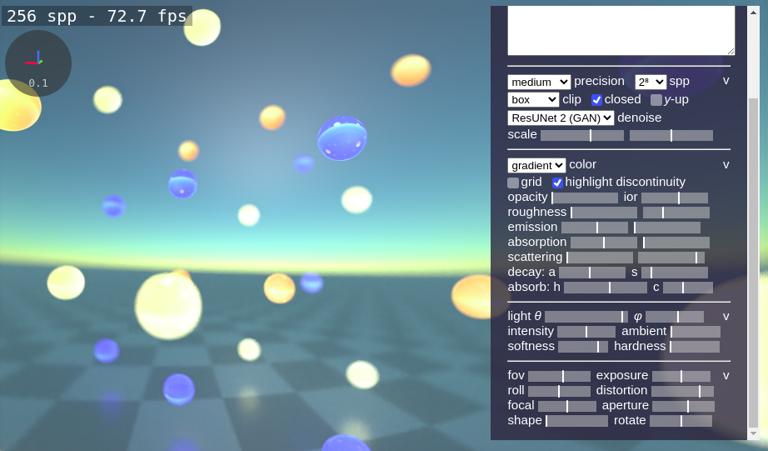 256 spp - 72.7 fps
0.1
medium precision 2⁸ spp v
box clip closed y-up
ResUNet 2 (GAN) denoise
scale
gradient color v
grid highlight discontinuity
opacity ior
roughness
emission
absorption
scattering
decay: a s
absorb: h c
light θ φ v
intensity ambient
softness hardness
fov exposure v
roll distortion
focal aperture
shape rotate